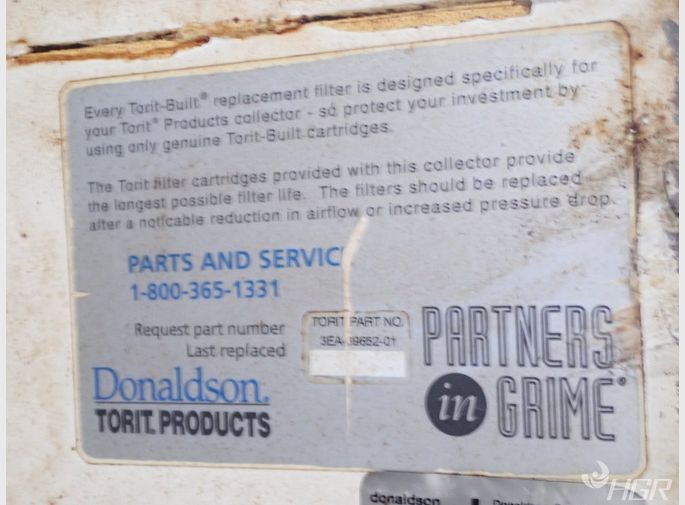 Every Torit-Built® replacement filter is designed specifically for
your Torit® Products collector - so protect your investment by
using only genuine Torit-Built cartridges.
The Torit filter cartridges provided with this collector provide
the longest possible filter life. The filters should be replaced
after a noticable reduction in airflow or increased pressure drop.
PARTS AND SERVIC
1-800-365-1331
Request part number
Last replaced
TORIT PART NO.
3EA- 39652-01
PARTNERS
in GRIME®
Donaldson.
TORIT. PRODUCTS
donaldson
HGR